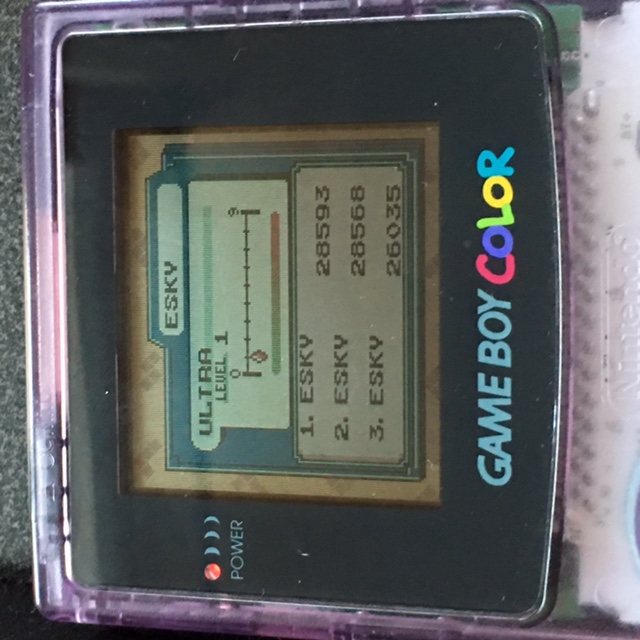 ESKY
ULTRA
LEVEL 1
0 9
1. ESKY 28593
2. ESKY 28568
3. ESKY 26035
POWER
GAME BOY COLOR